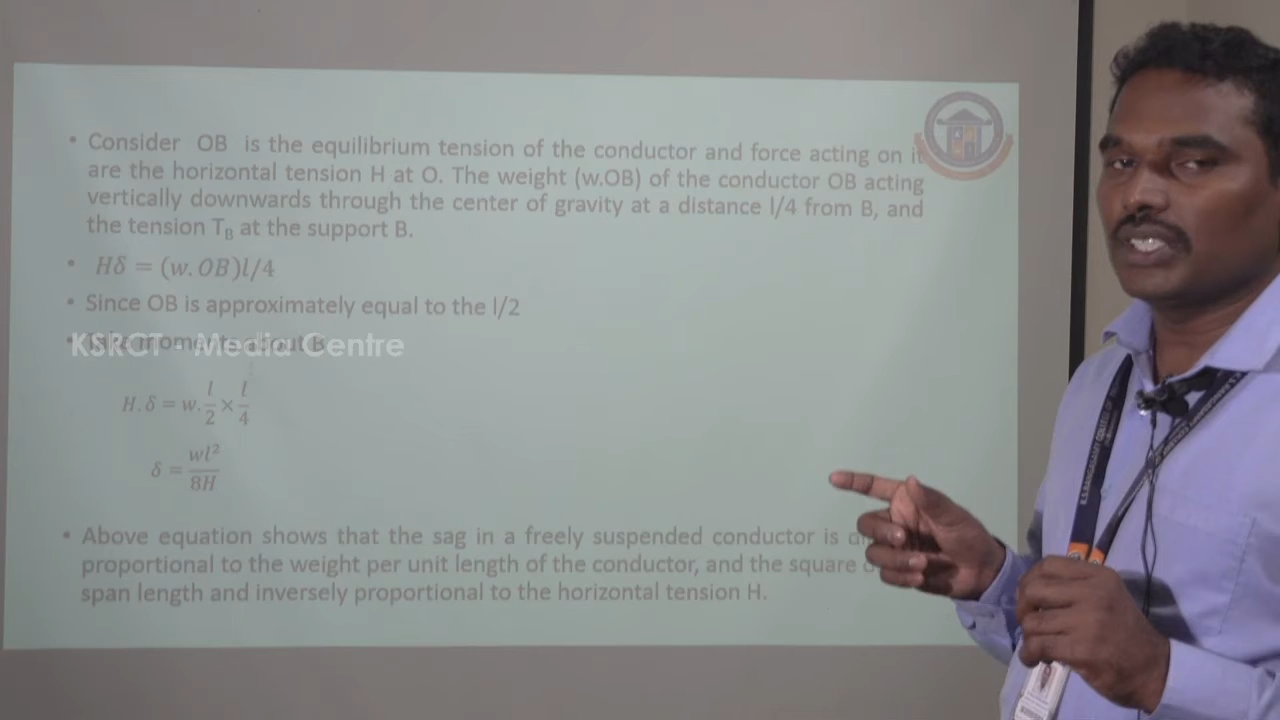 • Consider OB is the equilibrium tension of the conductor and force acting on it
are the horizontal tension H at O. The weight (w.OB) of the conductor OB acting
vertically downwards through the center of gravity at a distance l/4 from B, and
the tension T_B at the support B.
• Hδ = (w.OB)l/4
• Since OB is approximately equal to the l/2
• Take moments about B
KSRCT - Media Centre
H.δ = w. l/2 × l/4
δ = wl²/8H
• Above equation shows that the sag in a freely suspended conductor is
proportional to the weight per unit length of the conductor, and the square
span length and inversely proportional to the horizontal tension H.